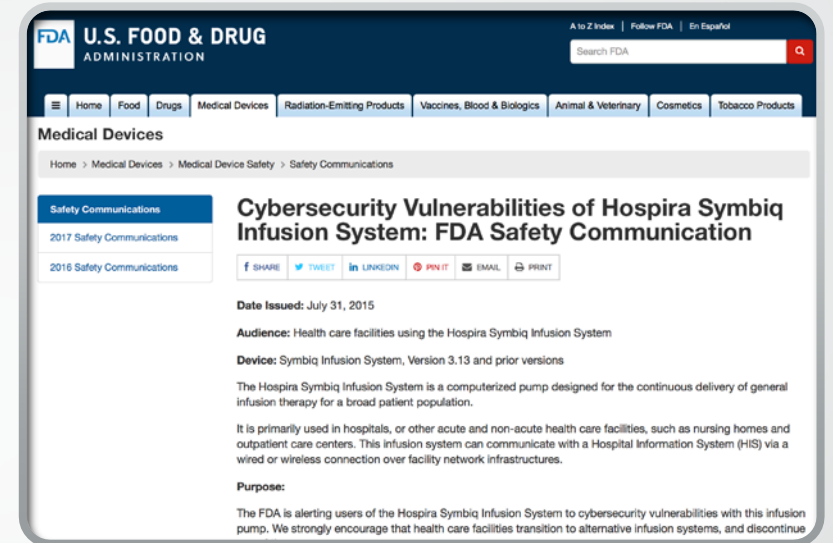 FDA U.S. FOOD & DRUG
ADMINISTRATION
A to Z Index | Follow FDA | En Español
Search FDA
Home Food Drugs Medical Devices Radiation-Emitting Products Vaccines, Blood & Biologics Animal & Veterinary Cosmetics Tobacco Products
Medical Devices
Home > Medical Devices > Medical Device Safety > Safety Communications
Safety Communications
2017 Safety Communications
2016 Safety Communications
Cybersecurity Vulnerabilities of Hospira Symbiq
Infusion System: FDA Safety Communication
f SHARE TWEET in LINKEDIN PIN IT EMAIL PRINT
Date Issued: July 31, 2015
Audience: Health care facilities using the Hospira Symbiq Infusion System
Device: Symbiq Infusion System, Version 3.13 and prior versions
The Hospira Symbiq Infusion System is a computerized pump designed for the continuous delivery of general
infusion therapy for a broad patient population.
It is primarily used in hospitals, or other acute and non-acute health care facilities, such as nursing homes and
outpatient care centers. This infusion system can communicate with a Hospital Information System (HIS) via a
wired or wireless connection over facility network infrastructures.
Purpose:
The FDA is alerting users of the Hospira Symbiq Infusion System to cybersecurity vulnerabilities with this infusion
pump. We strongly encourage that health care facilities transition to alternative infusion systems, and discontinue